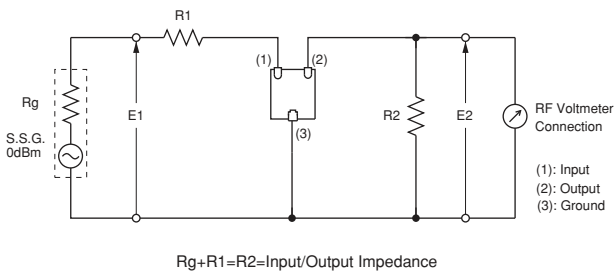 R1
(1)
(2)
Rg
E1
R2
E2
RF Voltmeter
Connection
S.S.G.
0dBm
(3)
(1): Input
(2): Output
(3): Ground
Rg+R1=R2=Input/Output Impedance